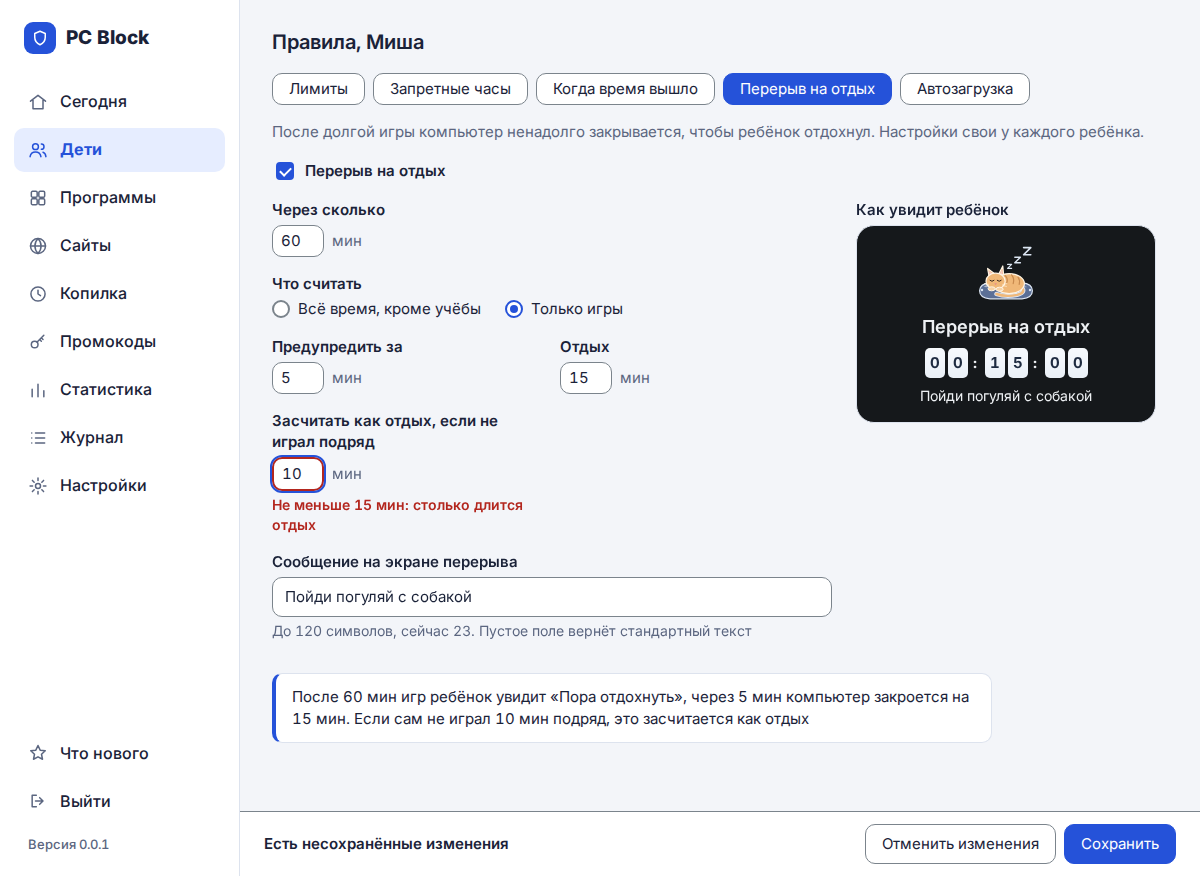 PC Block
Сегодня
Дети
Программы
Сайты
Копилка
Промокоды
Статистика
Журнал
Настройки
Что нового
Выйти
Версия 0.0.1
Правила, Миша
Лимиты
Запретные часы
Когда время вышло
Перерыв на отдых
Автозагрузка
После долгой игры компьютер ненадолго закрывается, чтобы ребёнок отдохнул. Настройки свои у каждого ребёнка.
Перерыв на отдых
Через сколько
60 мин
Что считать
Всё время, кроме учёбы
Только игры
Предупредить за
5 мин
Отдых
15 мин
Засчитать как отдых, если не
играл подряд
10 мин
Не меньше 15 мин: столько длится
отдых
Сообщение на экране перерыва
Пойди погуляй с собакой
До 120 символов, сейчас 23. Пустое поле вернёт стандартный текст
После 60 мин игр ребёнок увидит «Пора отдохнуть», через 5 мин компьютер закроется на
15 мин. Если сам не играл 10 мин подряд, это засчитается как отдых
Как увидит ребёнок
z z z
Перерыв на отдых
00:15:00
Пойди погуляй с собакой
Есть несохранённые изменения
Отменить изменения
Сохранить